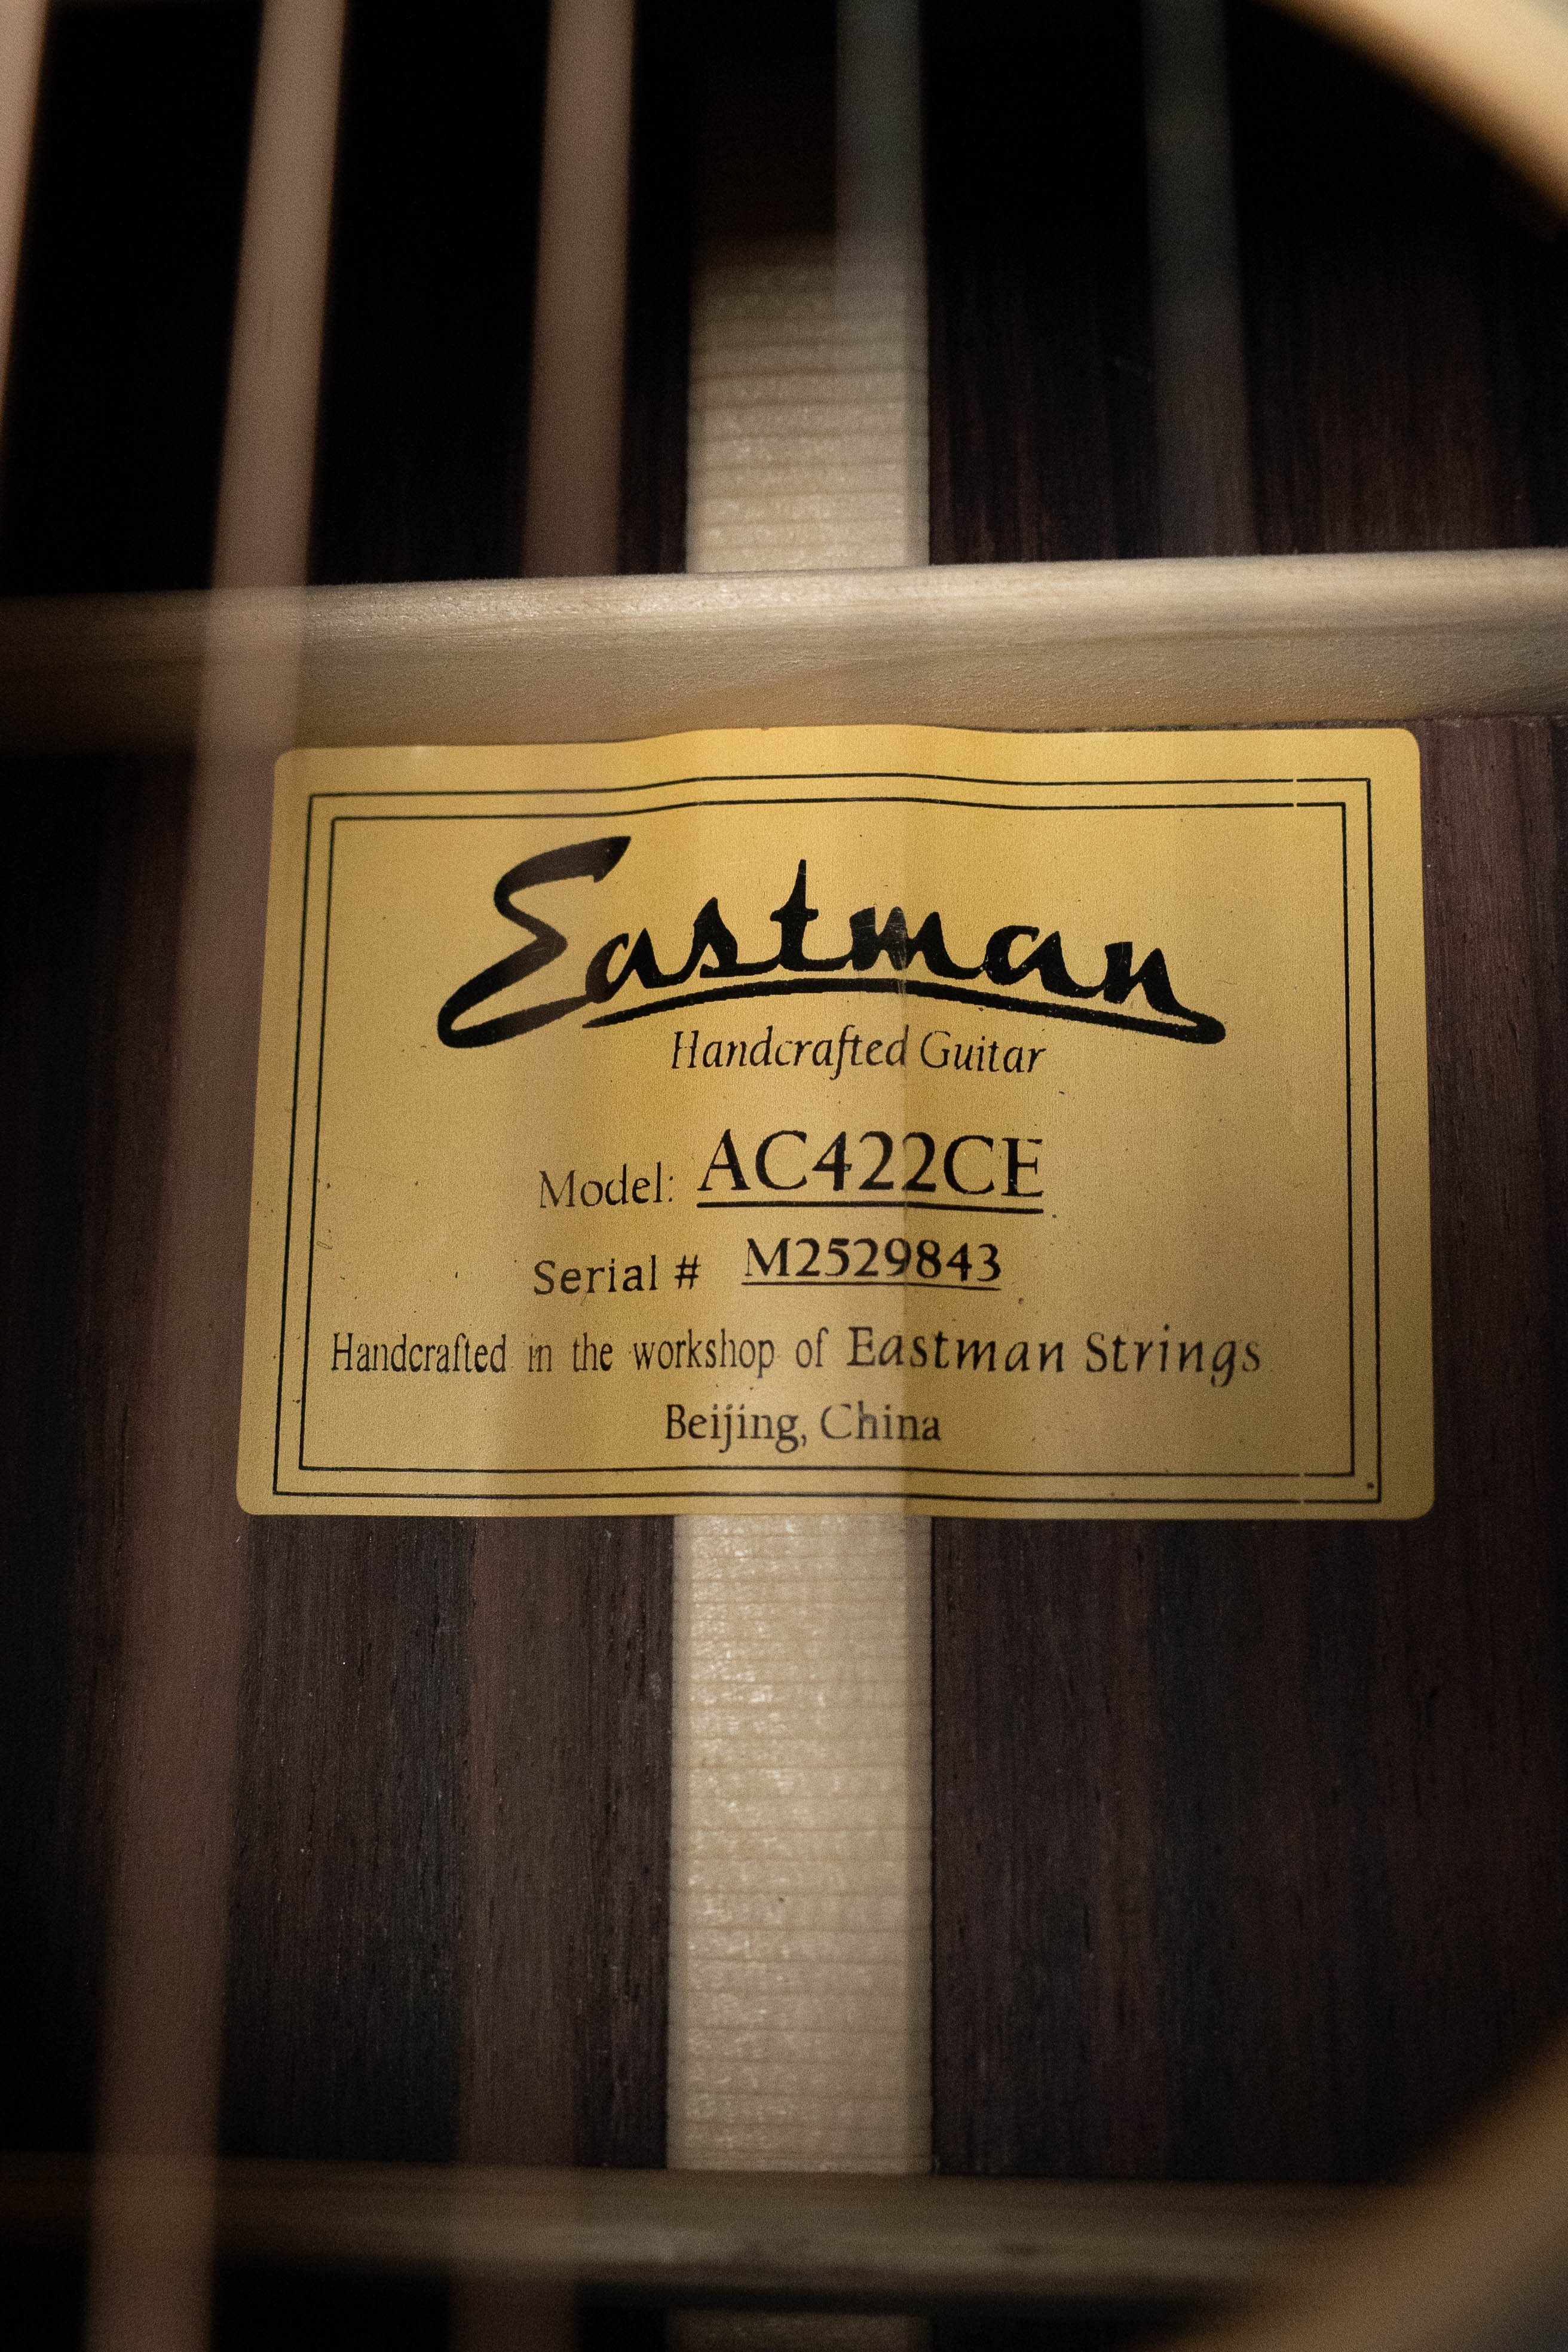 Eastman
Handcrafted Guitar
Model: AC422CE
Serial # M2529843
Handcrafted in the workshop of Eastman Strings
Beijing, China